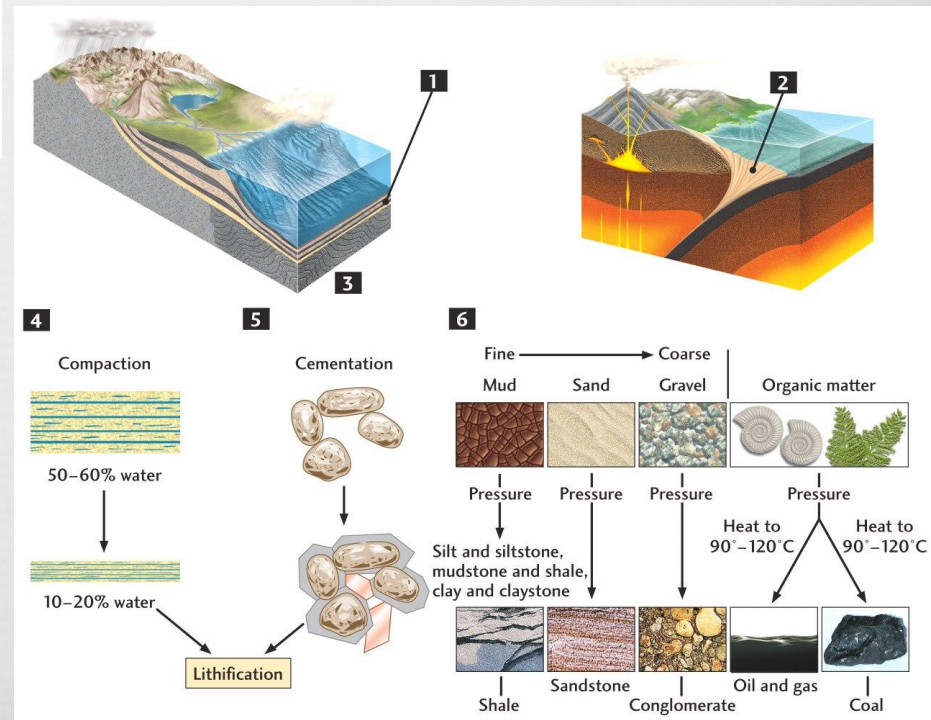 1
2
3
4
Compaction
50–60% water
10–20% water
5
Cementation
Lithification
6
Fine
Coarse
Mud
Sand
Gravel
Organic matter
Pressure
Pressure
Pressure
Pressure
Silt and siltstone,
mudstone and shale,
clay and claystone
Heat to
90˚–120˚C
Heat to
90˚–120˚C
Shale
Sandstone
Conglomerate
Oil and gas
Coal